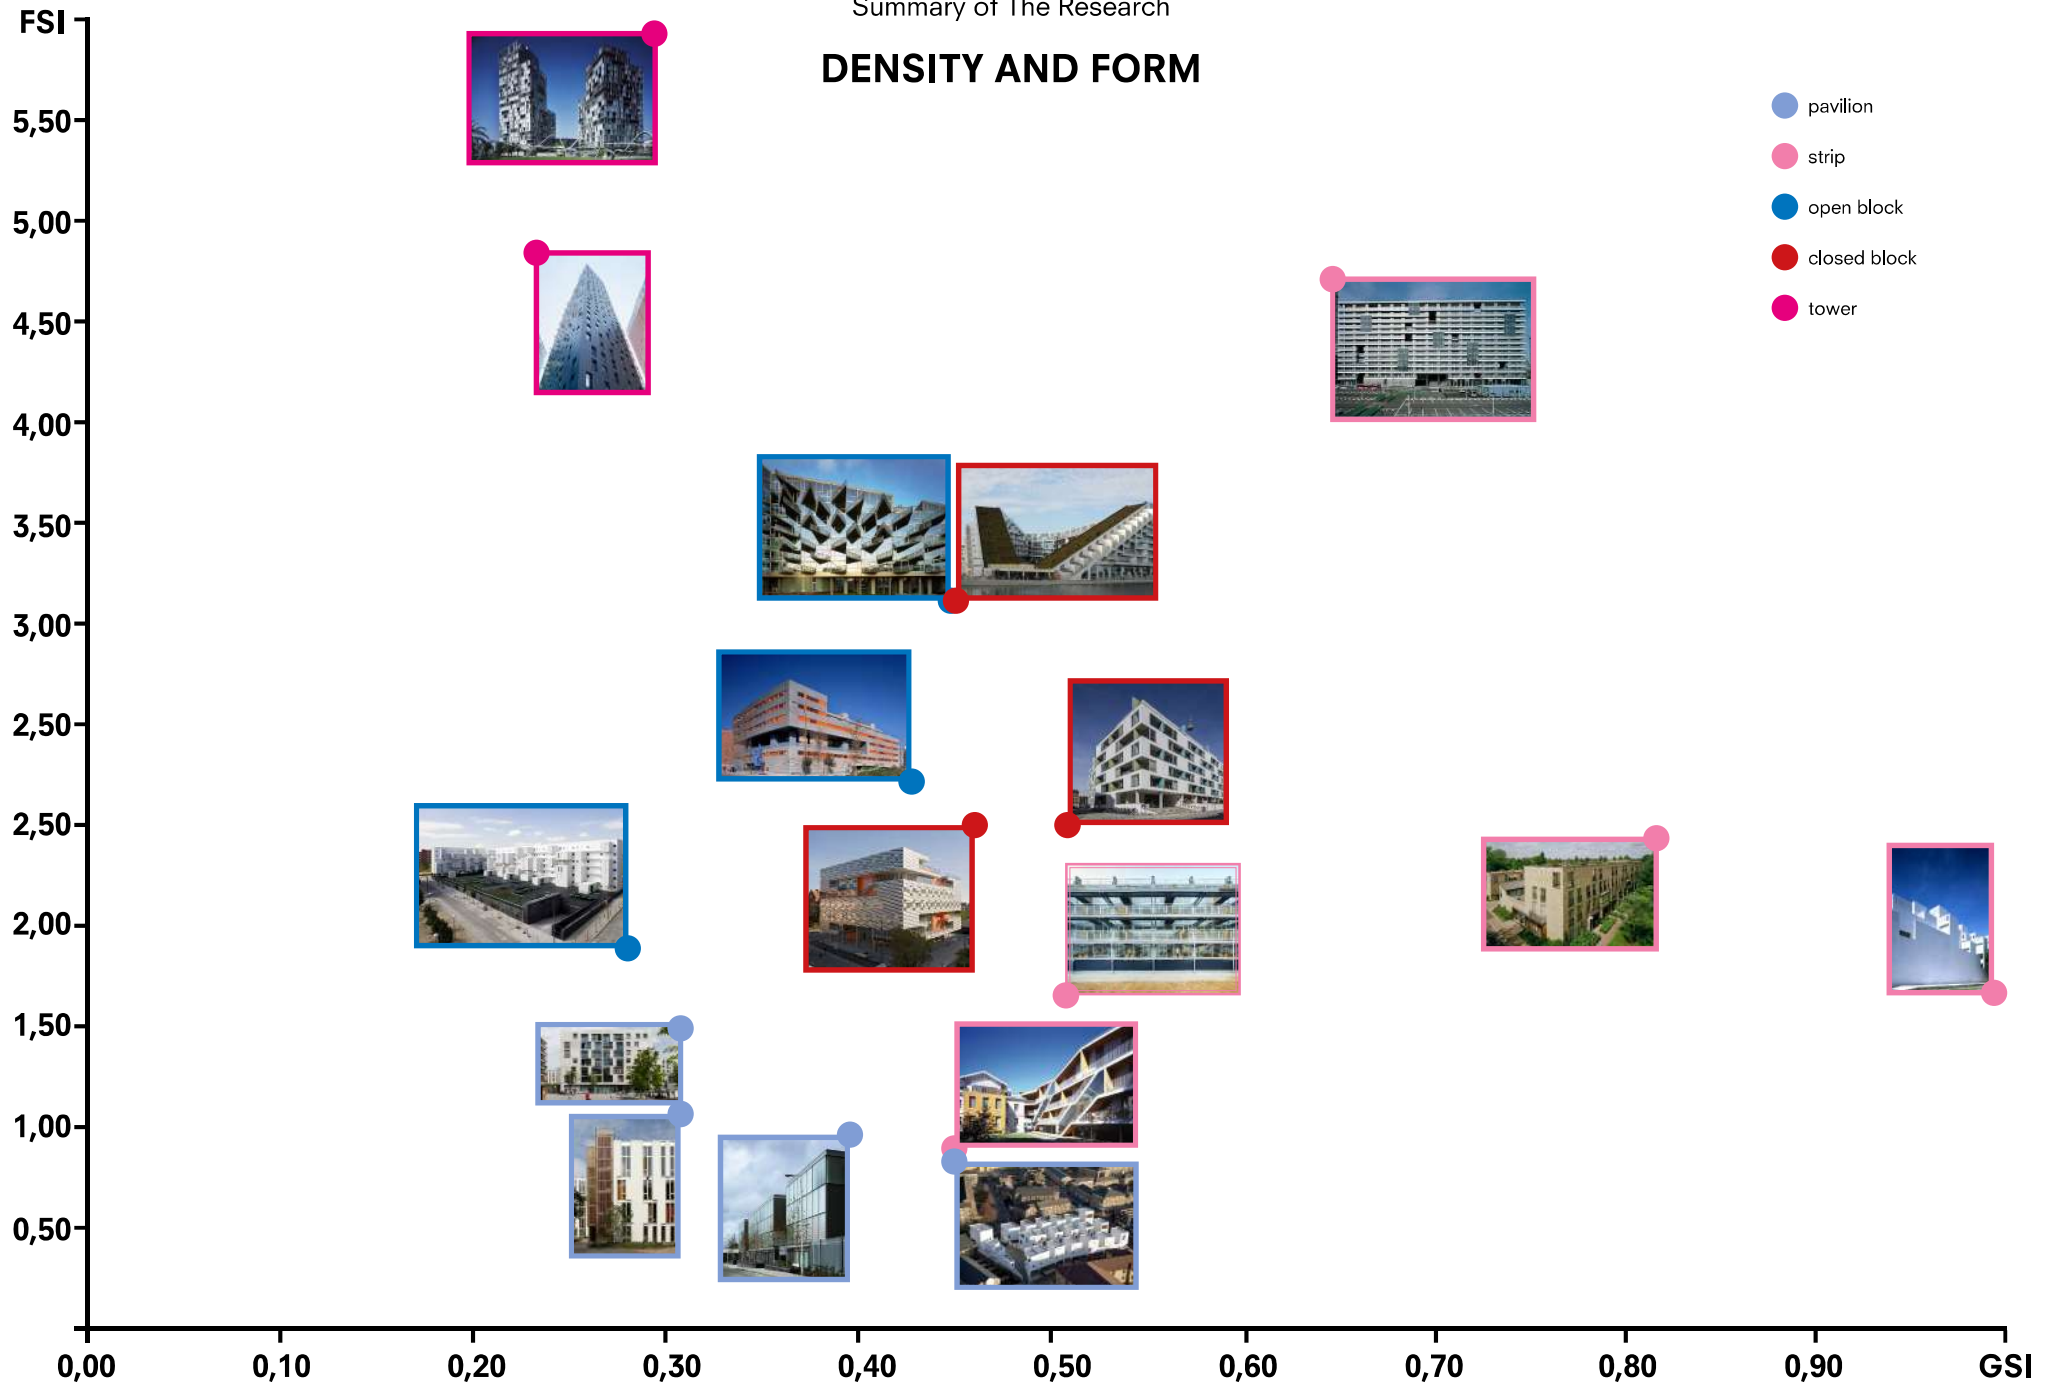 Summary of The Research
DENSITY AND FORM
FSI
5,50
5,00
4,50
4,00
3,50
3,00
2,50
2,50
2,00
1,50
1,00
0,50
0,00
0,10
0,20
0,30
0,40
0,50
0,60
0,70
0,80
0,90
GSI
pavilion
strip
open block
closed block
tower